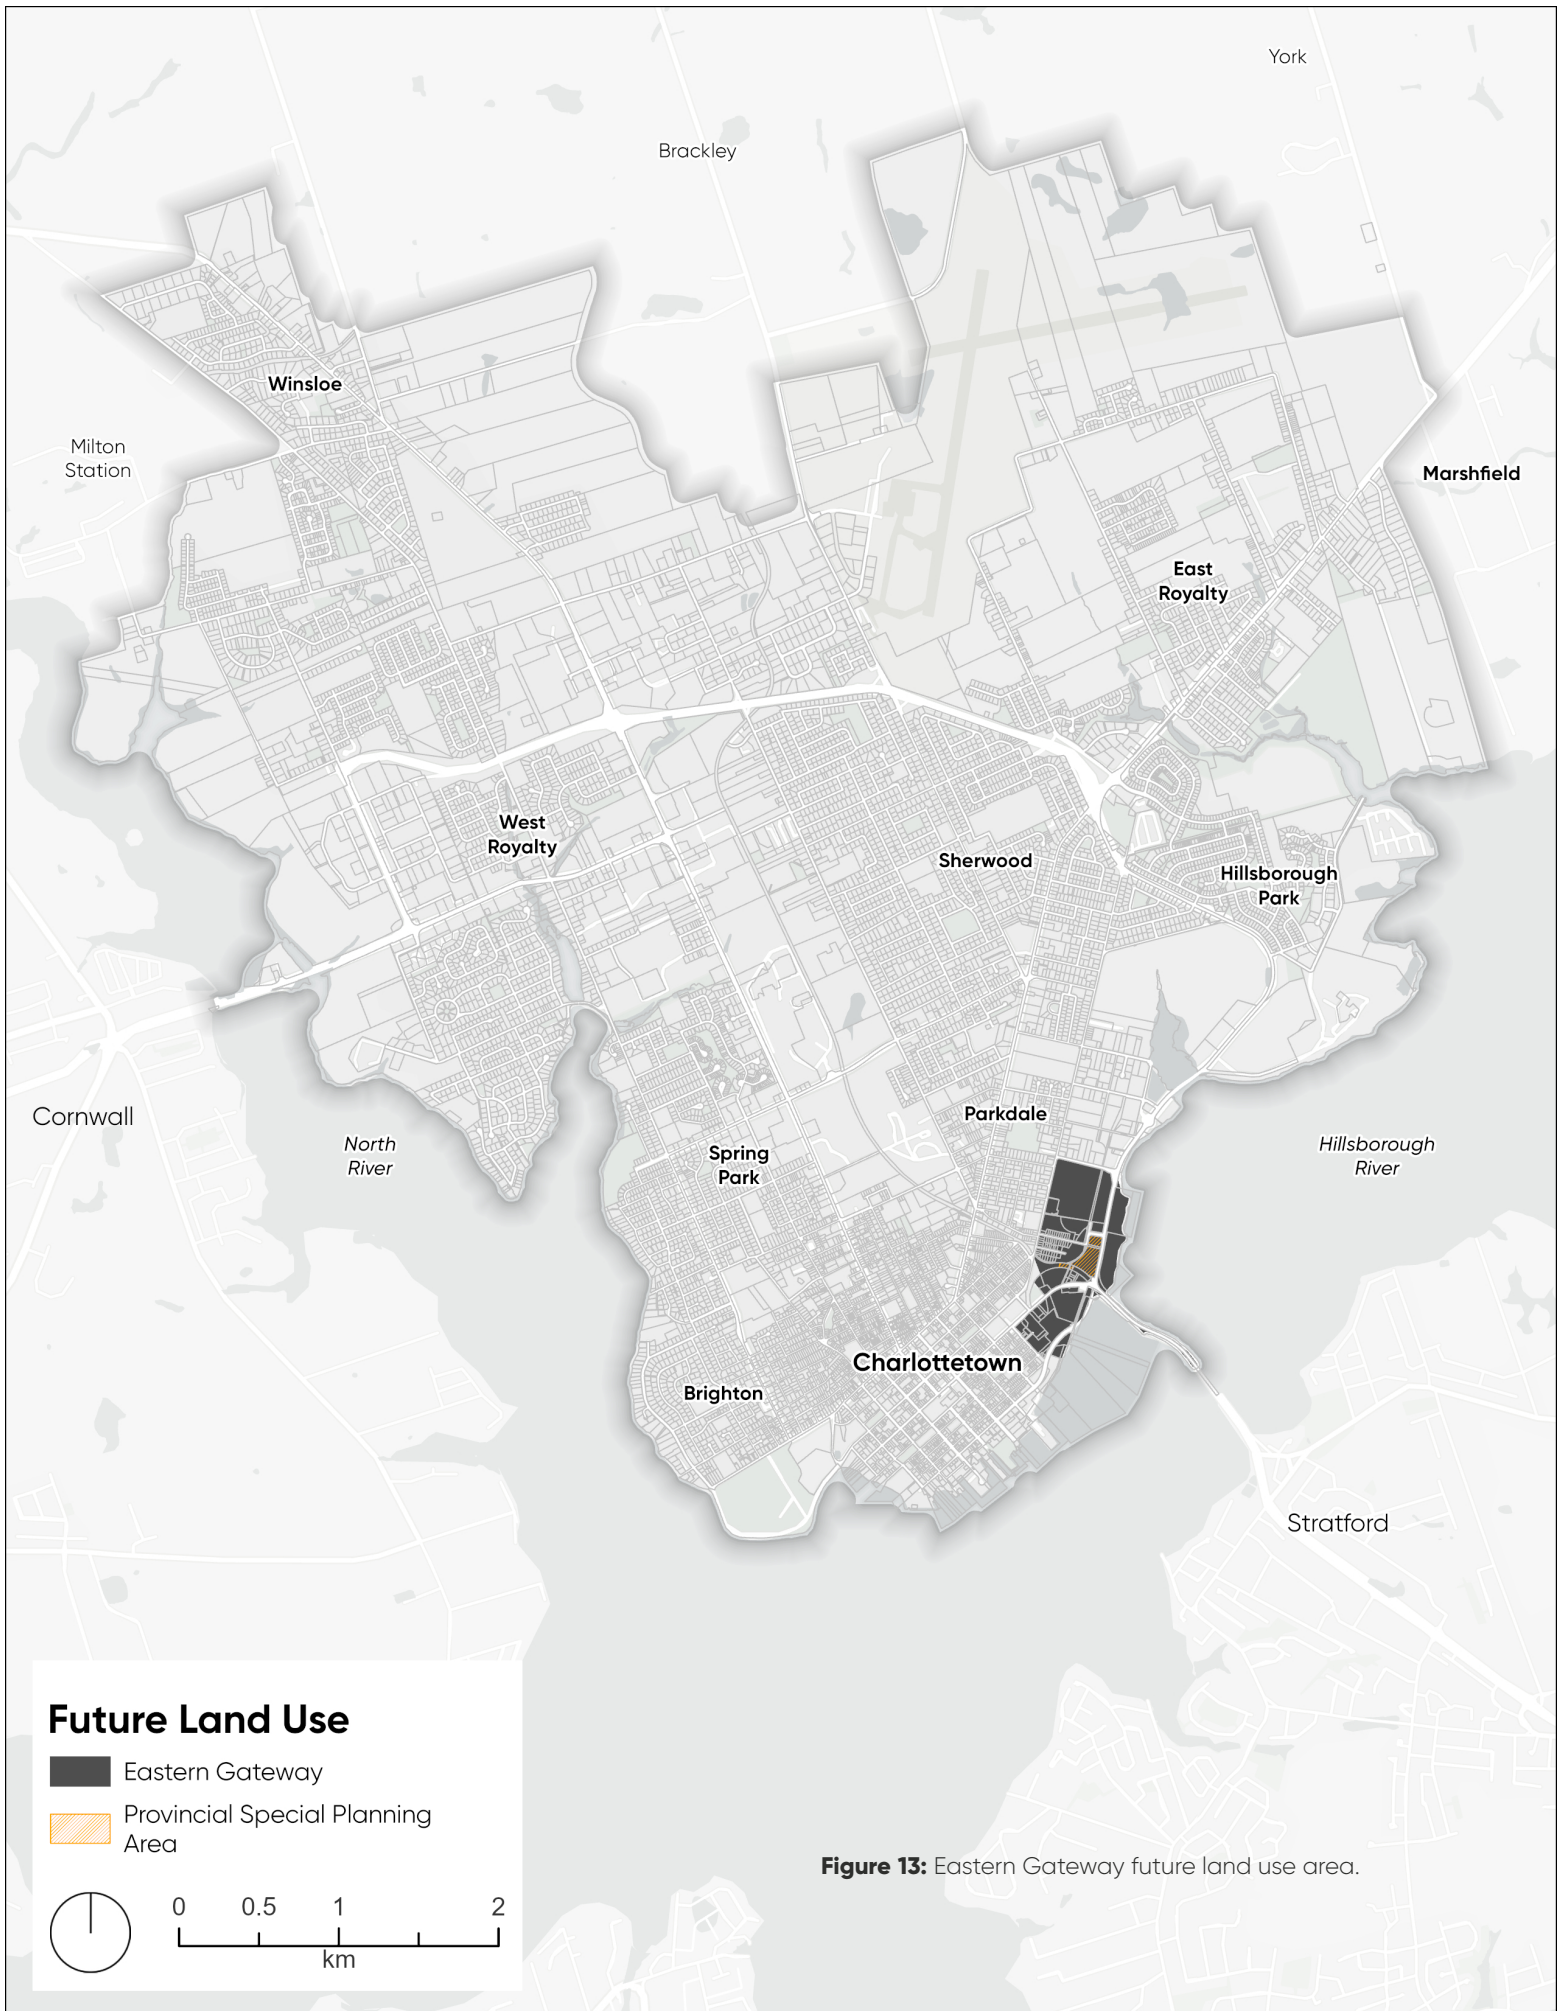 York
Brackley
Winsloe
Milton
Station
Marshfield
East
Royalty
West
Royalty
Sherwood
Hillsborough
Park
Cornwall
North
River
Parkdale
Hillsborough
River
Spring
Park
Charlottetown
Brighton
Stratford
Future Land Use
Eastern Gateway
Provincial Special Planning
Area
0 0.5 1 2
km
Figure 13: Eastern Gateway future land use area.